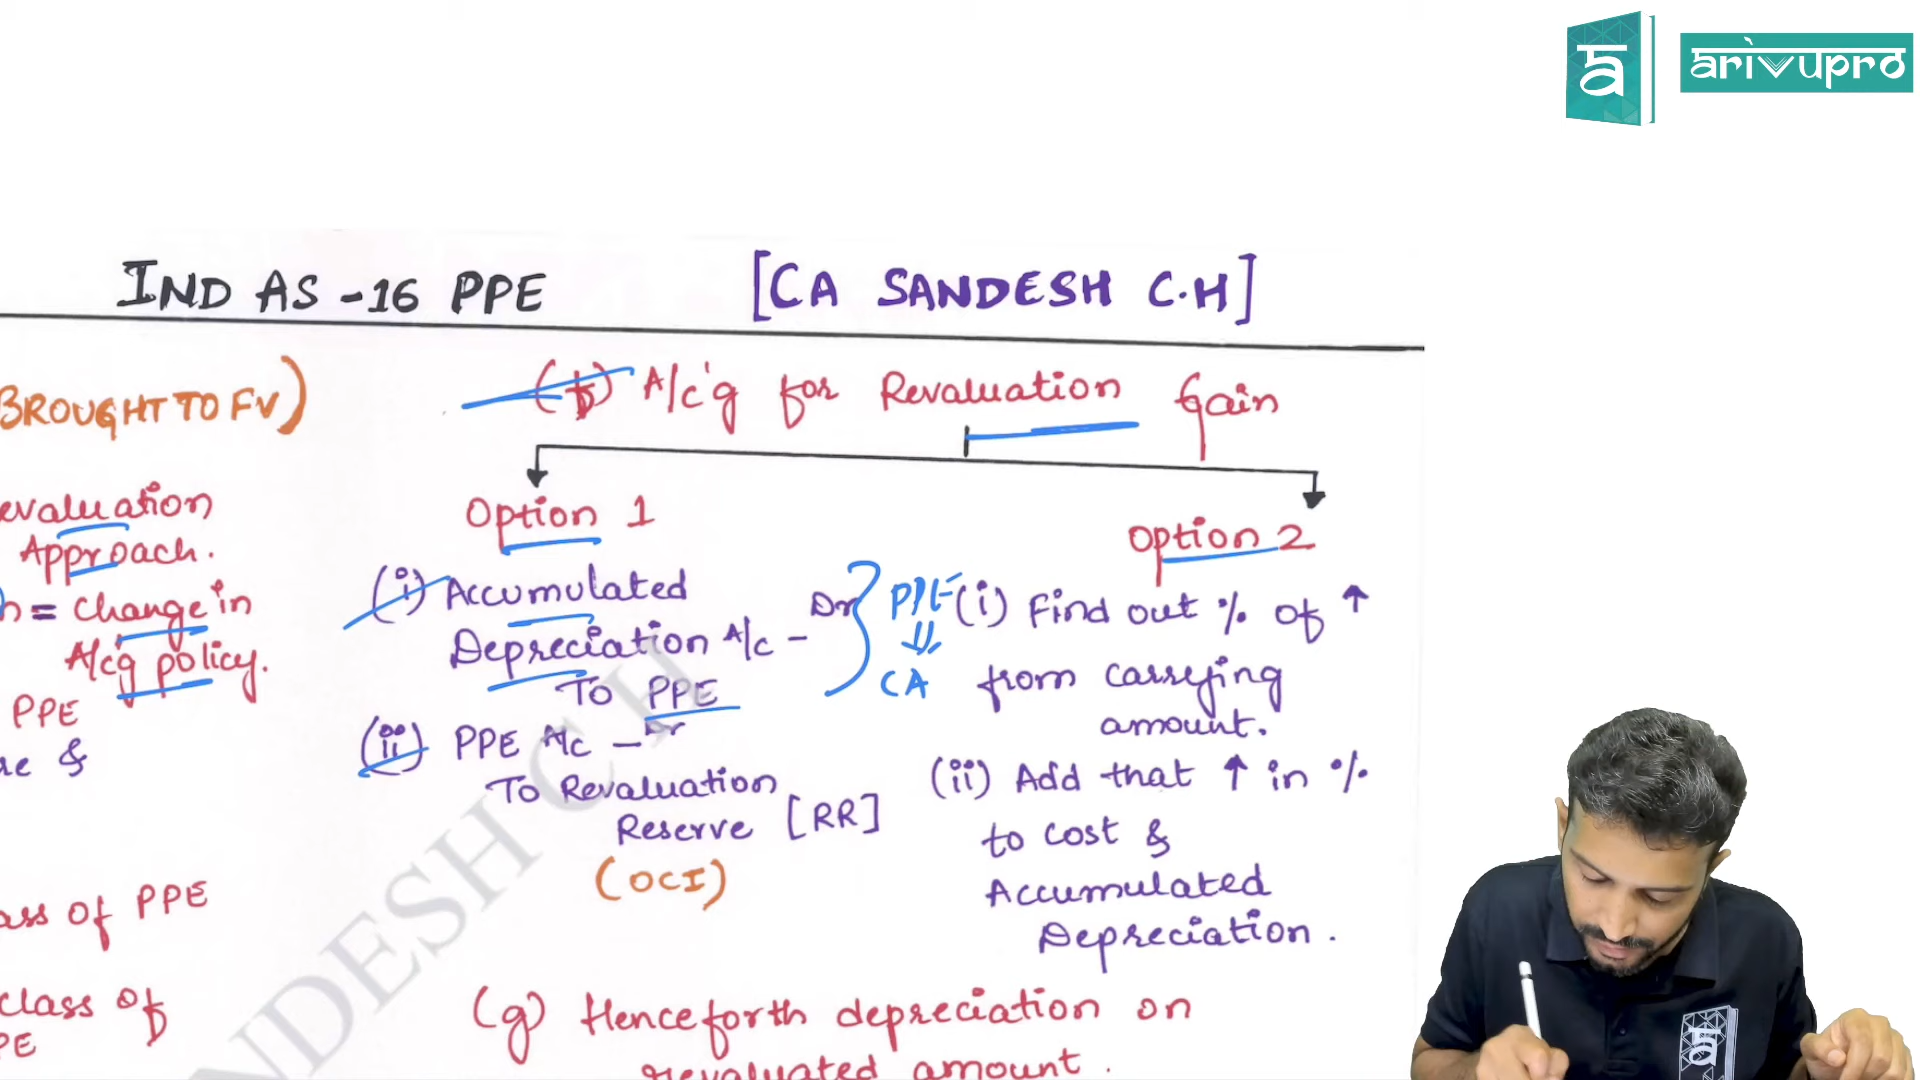 ā arivupro
IND AS -16 PPE [CA SANDESH C.H]
BROUGHT TO FV)
evaluation
Approach.
= change in
A/cg policy.
PPE
re &
ass of PPE
class of
PE
A/c'g for Revaluation Gain
Option 1
(i) Accumulated
Depreciation A/c - Dr
To PPE
(ii) PPE A/c - Dr
To Revaluation
Reserve [RR]
(OCI)
PPE
⇓
CA
Option 2
(i) Find out % of ↑
from carrying
amount.
(ii) Add that ↑ in %
to cost &
Accumulated
Depreciation.
(g) Henceforth depreciation on
revaluated amount.
NDESH C H
ā